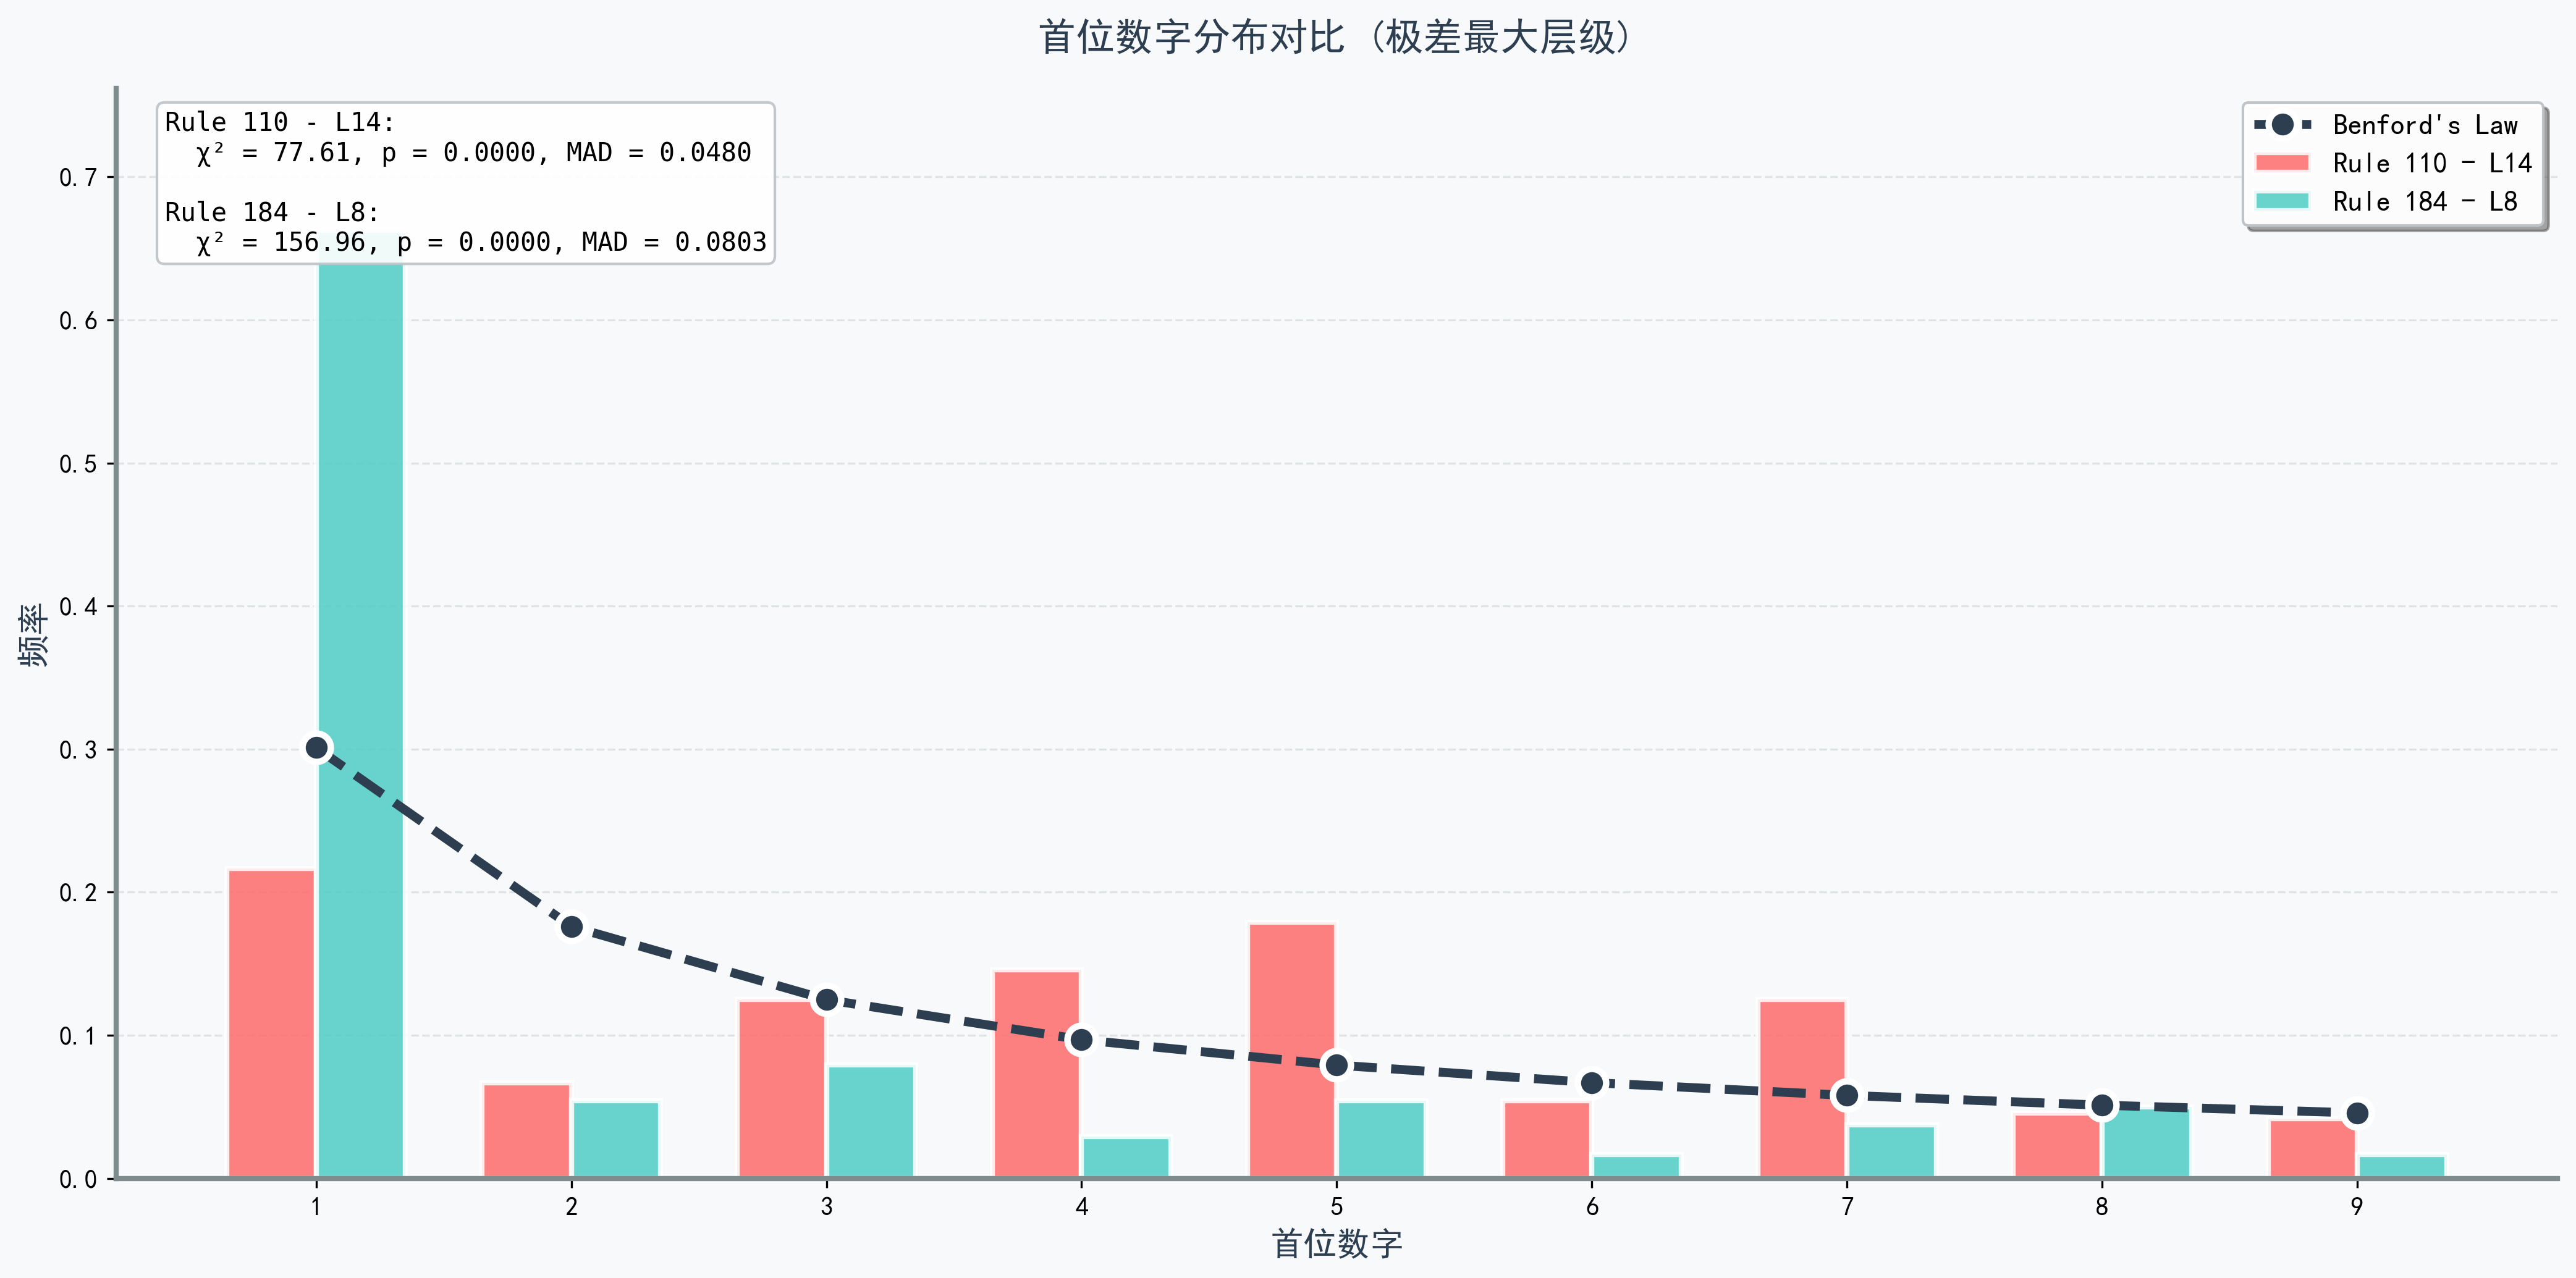 首位数字分布对比 (极差最大层级)
Rule 110 - L14:
χ² = 77.61, p = 0.0000, MAD = 0.0480
Rule 184 - L8:
χ² = 156.96, p = 0.0000, MAD = 0.0803
Benford's Law
Rule 110 - L14
Rule 184 - L8
频率
0.7
0.6
0.5
0.4
0.3
0.2
0.1
0.0
1 2 3 4 5 6 7 8 9
首位数字